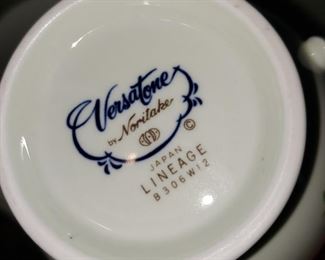 Versatone
by Noritake
©
JAPAN
LINEAGE
B306W12